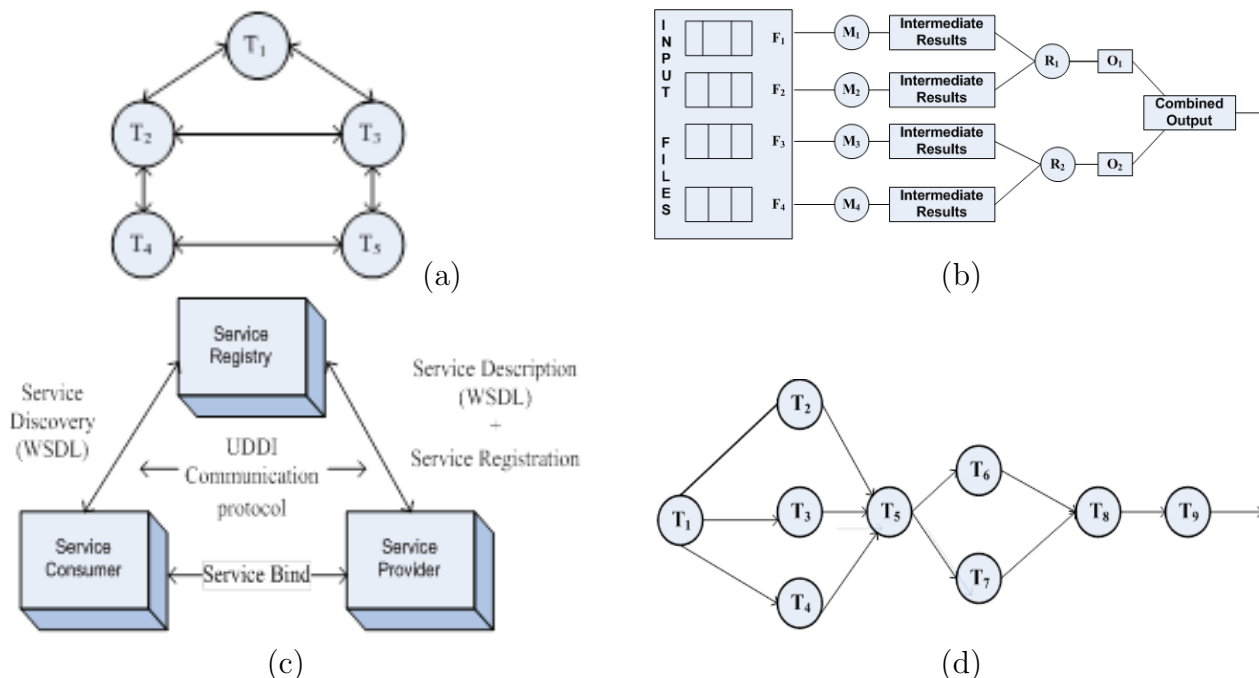 T1
T2
T3
T4
T5
(a)
INPUT FILES
F1
M1
Intermediate
Results
F2
M2
Intermediate
Results
R1
O1
F3
M3
Intermediate
Results
F4
M4
Intermediate
Results
R2
O2
Combined
Output
(b)
Service
Registry
Service
Discovery
(WSDL)
Service Description
(WSDL)
+
Service Registration
UDDI
Communication
protocol
Service
Consumer
Service Bind
Service
Provider
(c)
T1
T2
T3
T4
T5
T6
T7
T8
T9
(d)